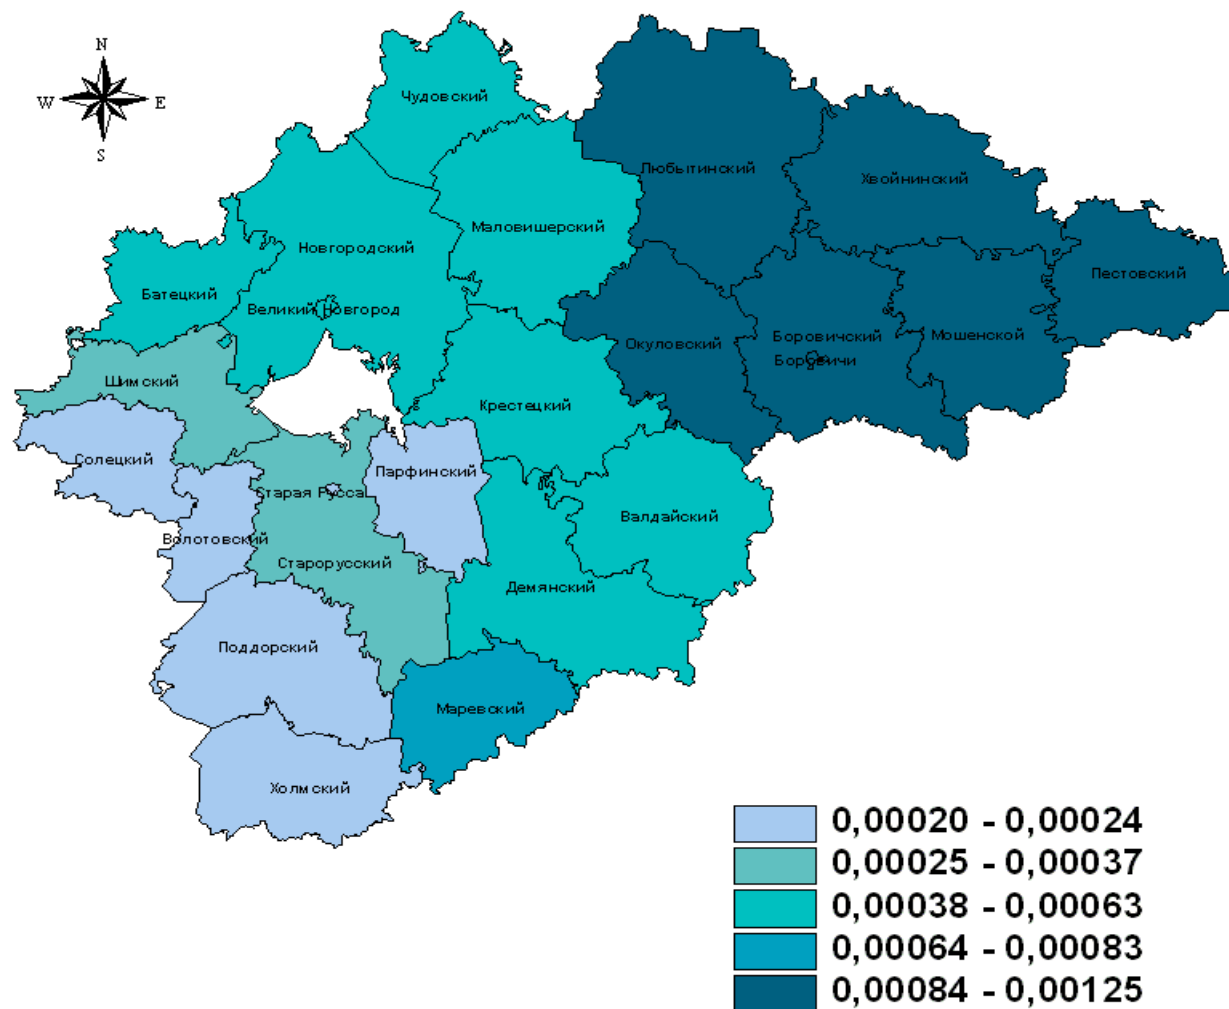 N
W E
S
Чудовский
Любытинский
Хвойнинский
Маловишерский
Новгородский
Пестовский
Батецкий
Великий Новгород
Окуловский
Боровичский
Мошенской
Боровичи
Шимский
Крестецкий
Солецкий
Парфинский
Старая Русса
Валдайский
Волотовский
Старорусский
Демянский
Поддорский
Маревский
Холмский
0,00020 - 0,00024
0,00025 - 0,00037
0,00038 - 0,00063
0,00064 - 0,00083
0,00084 - 0,00125